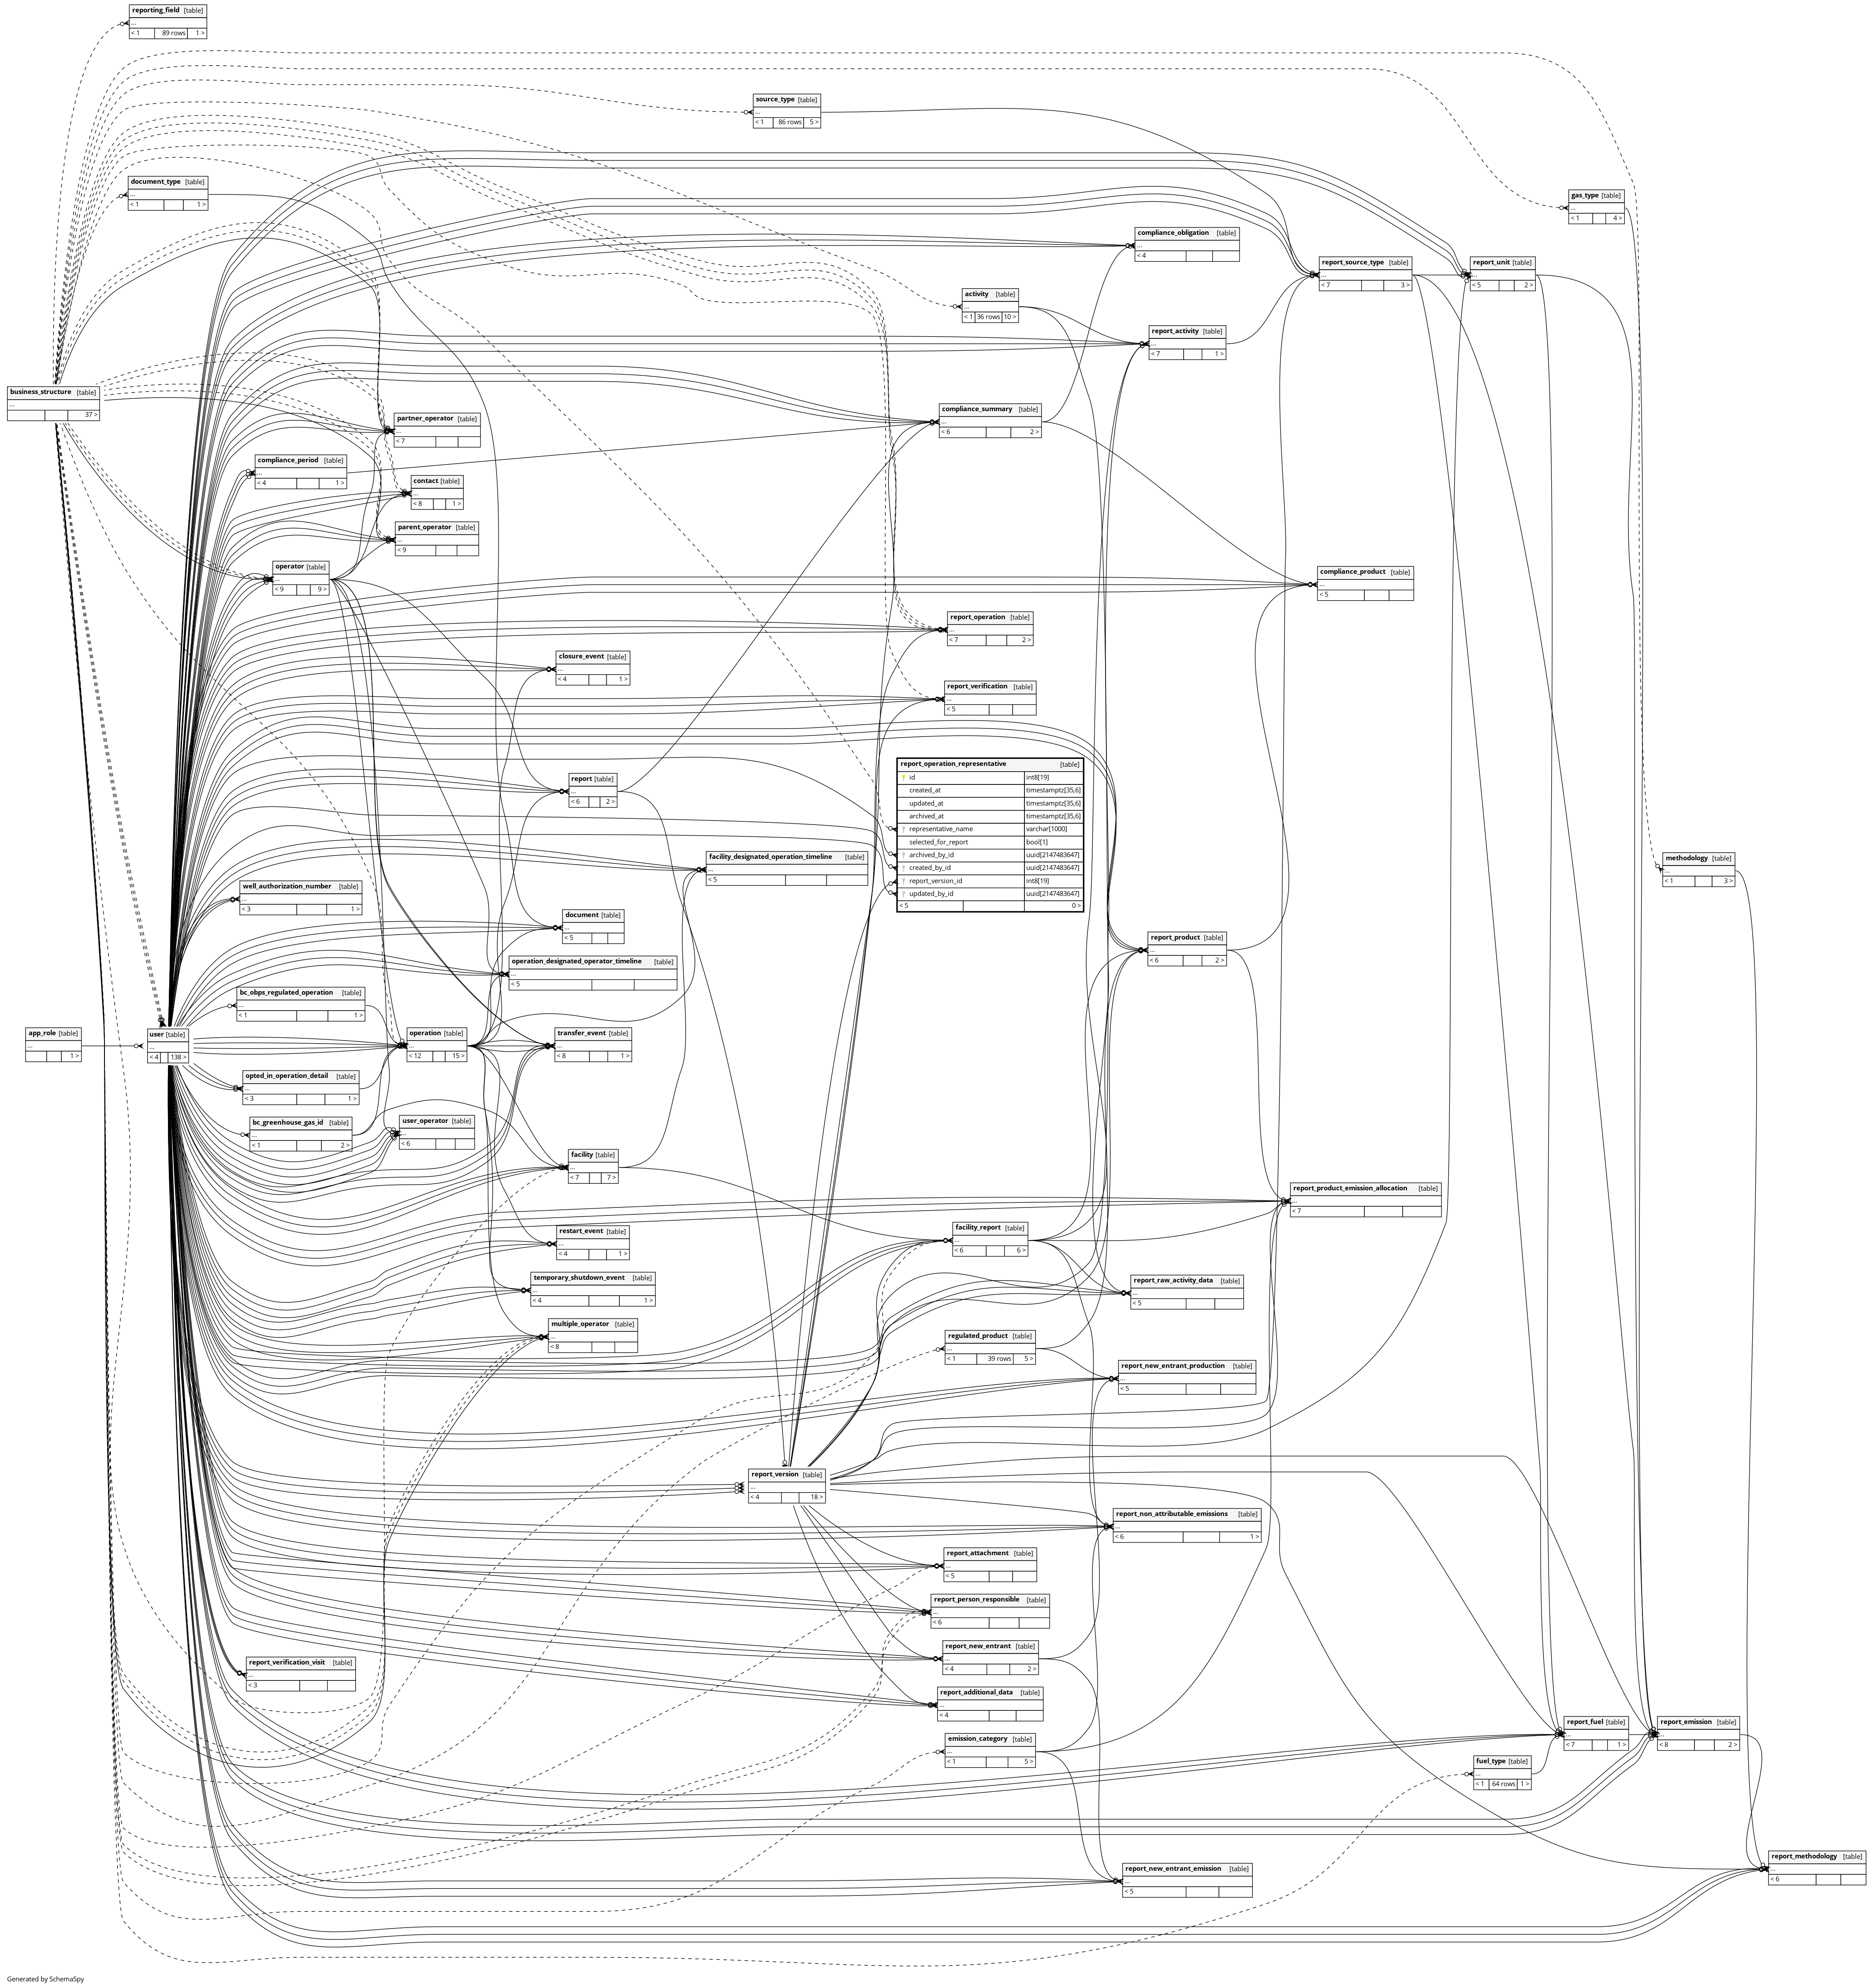 reporting_field [table]
...
< 1 89 rows 1 >
source_type [table]
...
< 1 86 rows 5 >
document_type [table]
...
< 1 1 >
gas_type [table]
...
< 1 4 >
compliance_obligation [table]
...
< 4
report_source_type [table]
...
< 7 3 >
report_unit [table]
...
< 5 2 >
activity [table]
...
< 1 36 rows 10 >
report_activity [table]
...
< 7 1 >
business_structure [table]
...
37 >
compliance_summary [table]
...
< 6 2 >
partner_operator [table]
...
< 7
compliance_period [table]
...
< 4 1 >
contact [table]
...
< 8 1 >
parent_operator [table]
...
< 9
operator [table]
...
< 9 9 >
compliance_product [table]
...
< 5
report_operation [table]
...
< 7 2 >
closure_event [table]
...
< 4 1 >
report_verification [table]
...
< 5
report_operation_representative [table]
id int8[19]
created_at timestamptz[35,6]
updated_at timestamptz[35,6]
archived_at timestamptz[35,6]
representative_name varchar[1000]
selected_for_report bool[1]
archived_by_id uuid[2147483647]
created_by_id uuid[2147483647]
report_version_id int8[19]
updated_by_id uuid[2147483647]
< 5 0 >
report [table]
...
< 6 2 >
facility_designated_operation_timeline [table]
...
< 5
methodology [table]
...
< 1 3 >
well_authorization_number [table]
...
< 3 1 >
document [table]
...
< 5
report_product [table]
...
< 6 2 >
operation_designated_operator_timeline [table]
...
< 5
bc_obps_regulated_operation [table]
...
< 1 1 >
app_role [table]
...
1 >
user [table]
...
< 4 138 >
operation [table]
...
< 12 15 >
transfer_event [table]
...
< 8 1 >
opted_in_operation_detail [table]
...
< 3 1 >
bc_greenhouse_gas_id [table]
...
< 1 2 >
user_operator [table]
...
< 6
facility [table]
...
< 7 7 >
report_product_emission_allocation [table]
...
< 7
restart_event [table]
...
< 4 1 >
facility_report [table]
...
< 6 6 >
temporary_shutdown_event [table]
...
< 4 1 >
report_raw_activity_data [table]
...
< 5
multiple_operator [table]
...
< 8
regulated_product [table]
...
< 1 39 rows 5 >
report_new_entrant_production [table]
...
< 5
report_version [table]
...
< 4 18 >
report_non_attributable_emissions [table]
...
< 6 1 >
report_attachment [table]
...
< 5
report_person_responsible [table]
...
< 6
report_new_entrant [table]
...
< 4 2 >
report_verification_visit [table]
...
< 3
report_additional_data [table]
...
< 4
emission_category [table]
...
< 1 5 >
report_fuel [table]
...
< 7 1 >
report_emission [table]
...
< 8 2 >
fuel_type [table]
...
< 1 64 rows 1 >
report_new_entrant_emission [table]
...
< 5
report_methodology [table]
...
< 6
Generated by SchemaSpy